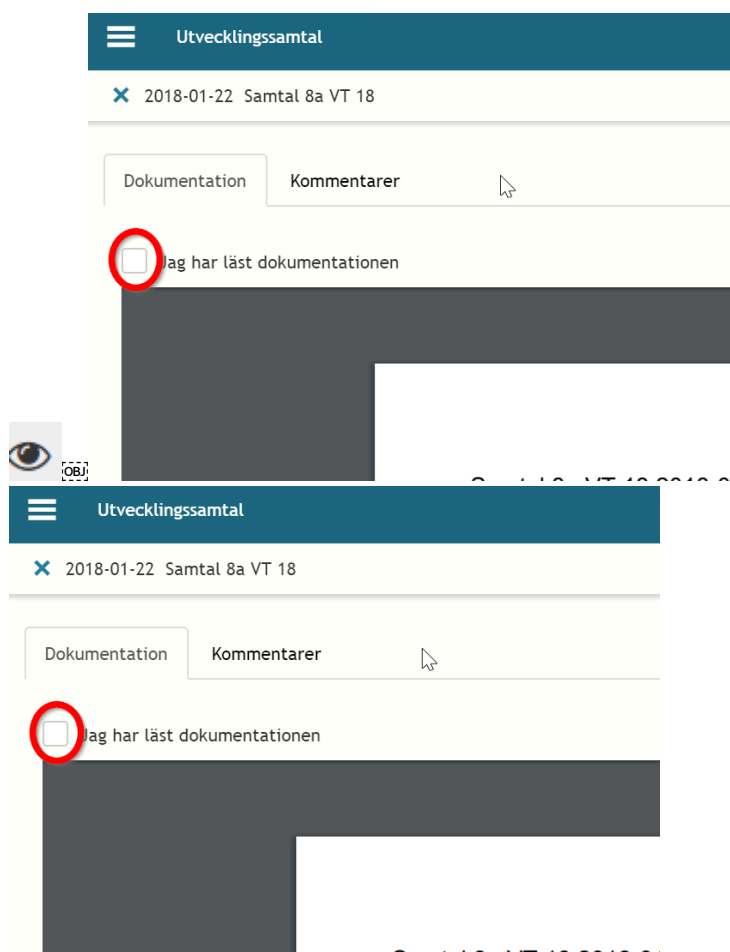 Utvecklingssamtal
2018-01-22 Samtal 8a VT 18
Dokumentation Kommentarer
Jag har läst dokumentationen
OBJ
Utvecklingssamtal
2018-01-22 Samtal 8a VT 18
Dokumentation Kommentarer
Jag har läst dokumentationen